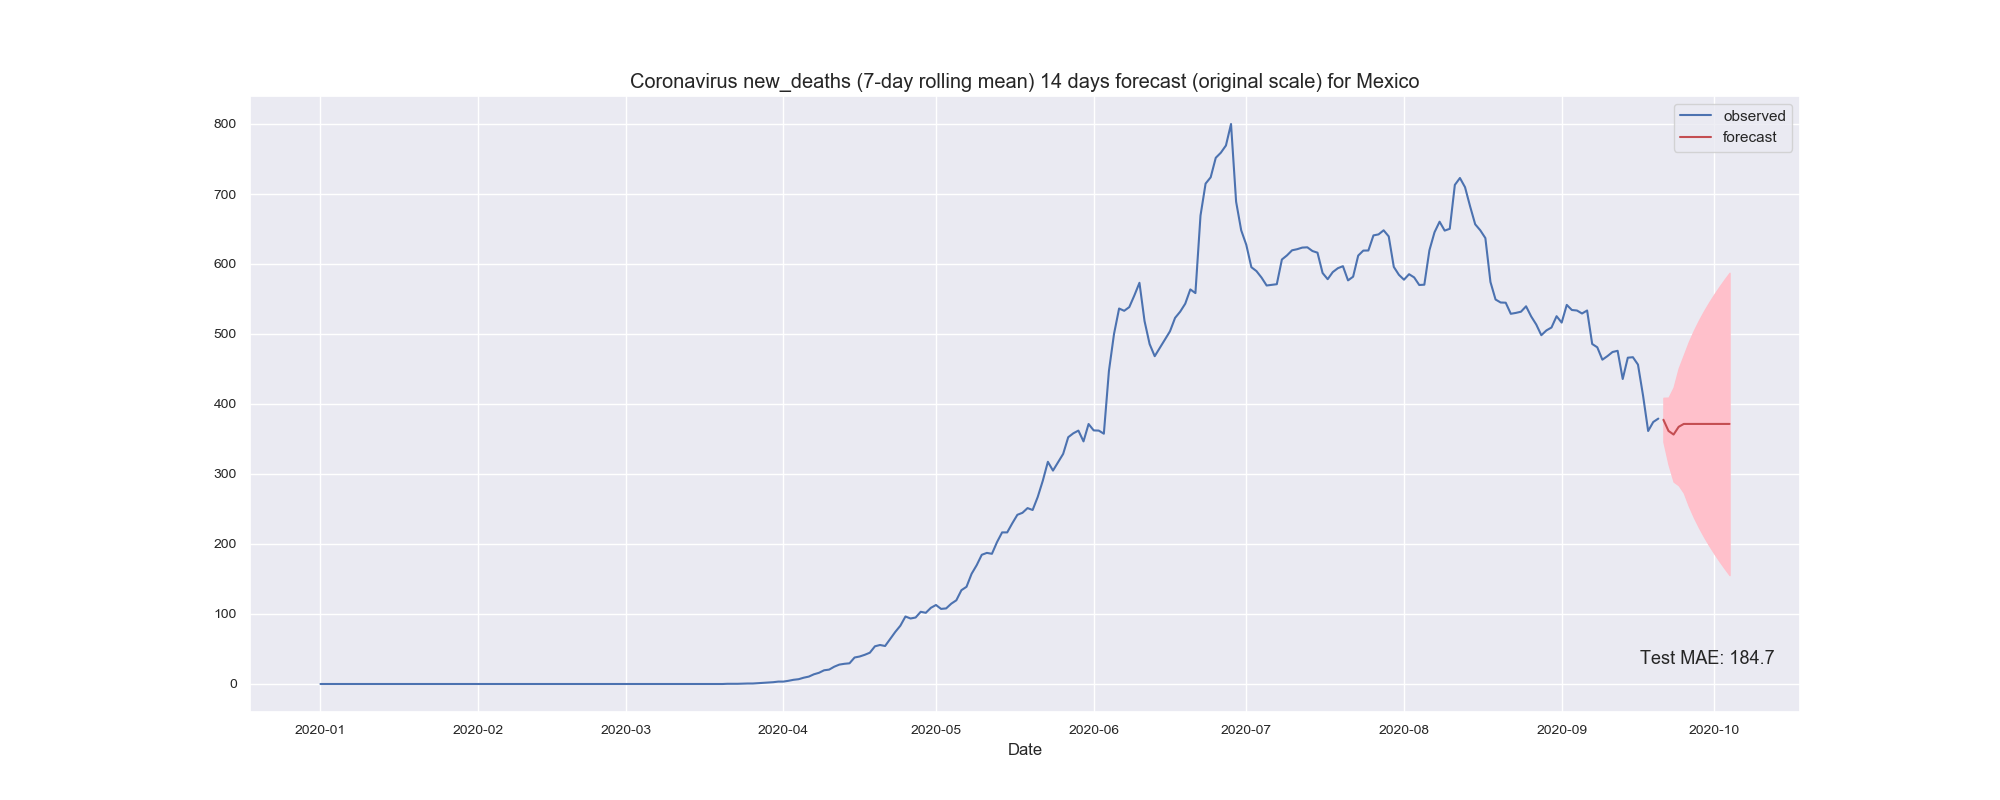 Coronavirus new_deaths (7-day rolling mean) 14 days forecast (original scale) for Mexico
observed
forecast
800
700
600
500
400
300
200
100
0
Test MAE: 184.7
2020-01 2020-02 2020-03 2020-04 2020-05 2020-06 2020-07 2020-08 2020-09 2020-10
Date